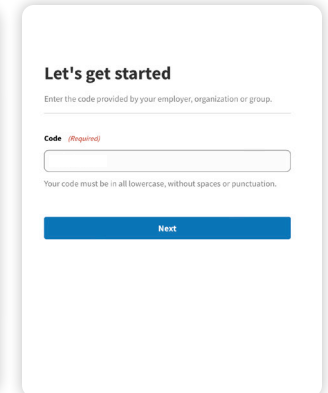 Let's get started
Enter the code provided by your employer, organization or group.
Code (Required)
Your code must be in all lowercase, without spaces or punctuation.
Next